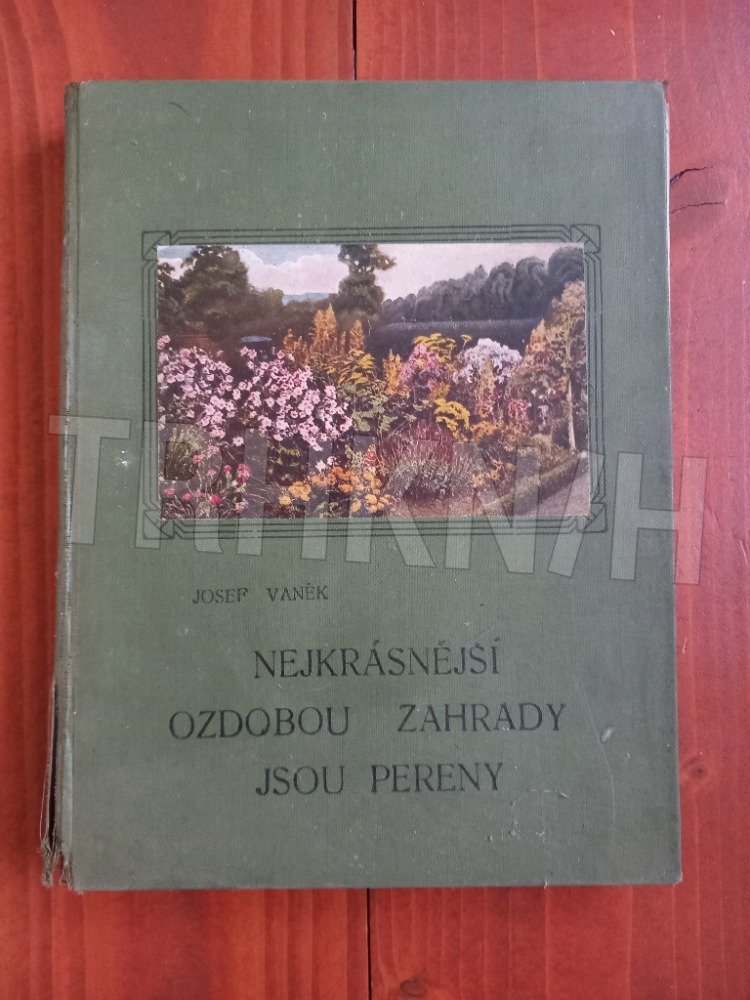 TRHKNIH
JOSEF VANĚK
NEJKRÁSNĚJŠÍ
OZDOBOU ZAHRADY
JSOU PERENY